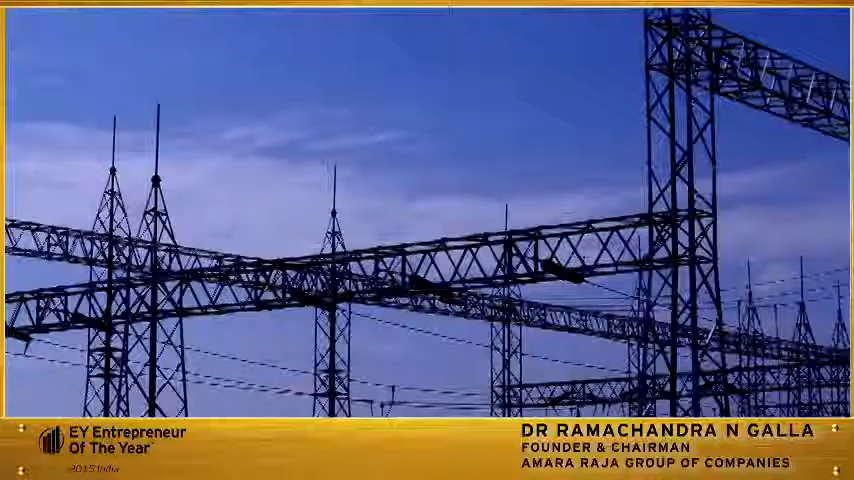 EY Entrepreneur
Of The Year
2015 India
DR RAMACHANDRA N GALLA
FOUNDER & CHAIRMAN
AMARA RAJA GROUP OF COMPANIES